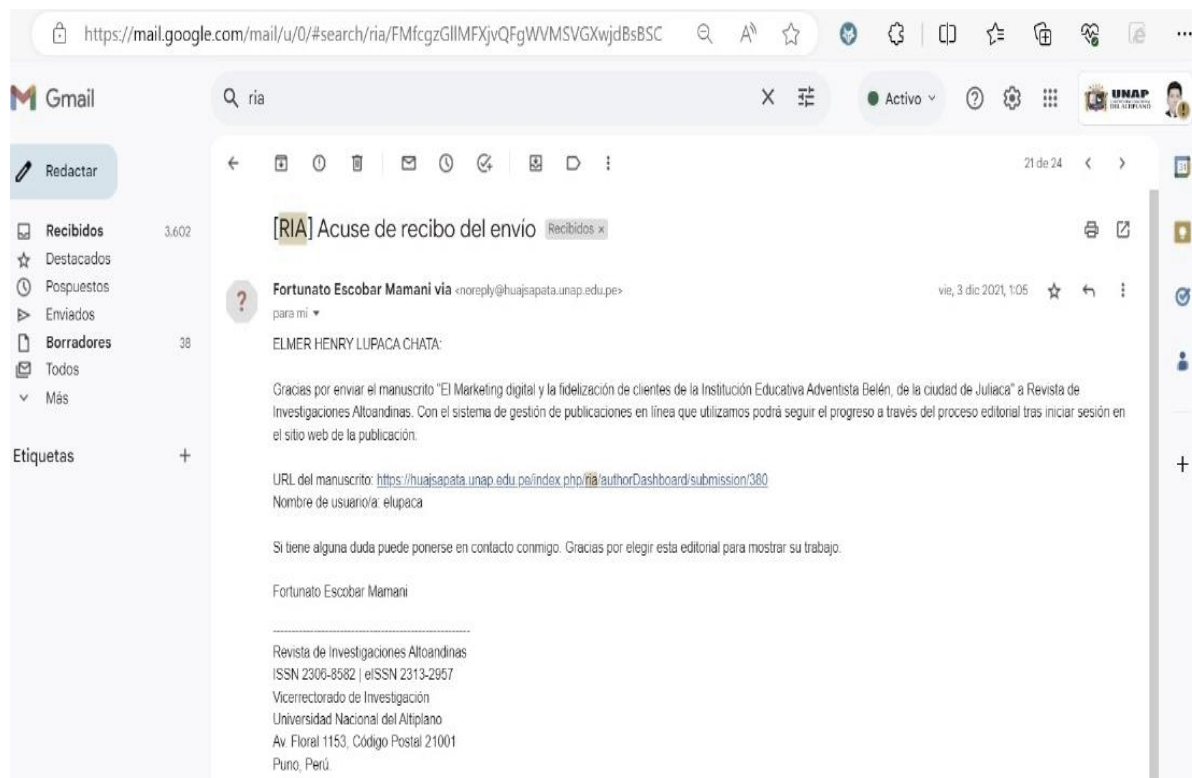 https://mail.google.com/mail/u/0/#search/ria/FMfcgzGllMFXjvQFgWVMSVGXwjdBsBSC
Gmail
ria
Activo
UNAP
Redactar
21 de 24
Recibidos 3.602
Destacados
Pospuestos
Enviados
Borradores 38
Todos
Más
Etiquetas
[RIA] Acuse de recibo del envío Recibidos x
Fortunato Escobar Mamani via <noreply@huajsapata.unap.edu.pe> vie, 3 dic 2021, 1:05
para mí
ELMER HENRY LUPACA CHATA:
Gracias por enviar el manuscrito "El Marketing digital y la fidelización de clientes de la Institución Educativa Adventista Belén, de la ciudad de Juliaca" a Revista de
Investigaciones Altoandinas. Con el sistema de gestión de publicaciones en línea que utilizamos podrá seguir el progreso a través del proceso editorial tras iniciar sesión en
el sitio web de la publicación:
URL del manuscrito: https://huajsapata.unap.edu.pe/index.php/ria/authorDashboard/submission/380
Nombre de usuario/a: elupaca
Si tiene alguna duda puede ponerse en contacto conmigo. Gracias por elegir esta editorial para mostrar su trabajo.
Fortunato Escobar Mamani
Revista de Investigaciones Altoandinas
ISSN 2306-8582 | eISSN 2313-2957
Vicerrectorado de Investigación
Universidad Nacional del Altiplano
Av. Floral 1153, Código Postal 21001
Puno, Perú.